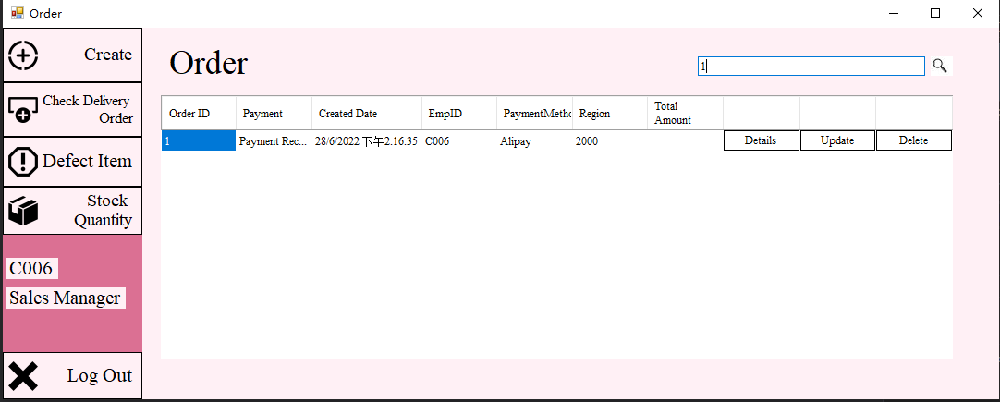 Order
Create
Check Delivery
Order
Defect Item
Stock
Quantity
C006
Sales Manager
Log Out
Order
1
Order ID Payment Created Date EmpID PaymentMetho Region Total
Amount
1 Payment Rec... 28/6/2022 下午2:16:35 C006 Alipay 2000 Details Update Delete